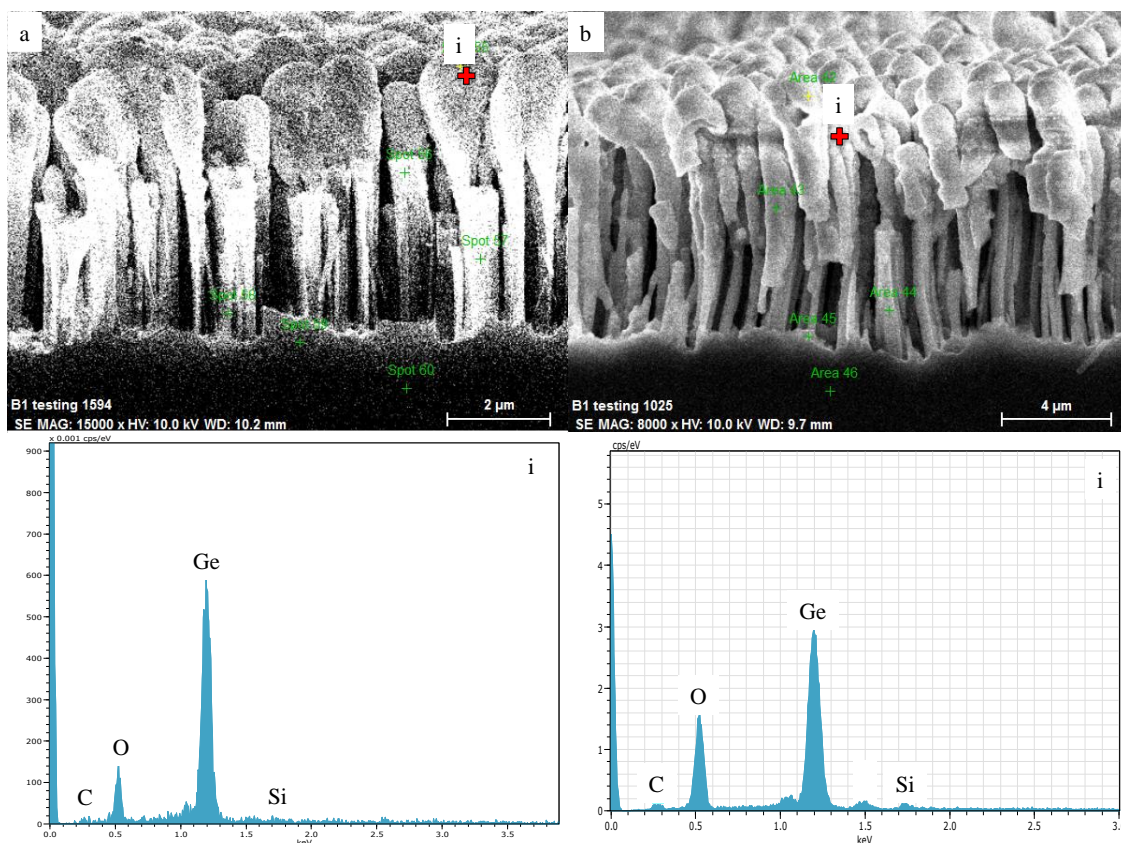 a
i
Spot 56
Spot 57
Spot 60
B1 testing 1594
SE MAG: 15000 x HV: 10.0 kV WD: 10.2 mm
2 µm
b
i
Area 42
Area 43
Area 44
Area 45
Area 46
B1 testing 1025
SE MAG: 8000 x HV: 10.0 kV WD: 9.7 mm
4 µm
x 0.001 cps/eV
i
900
800
700
600
500
400
300
200
100
0
Ge
O
C
Si
0.0 0.5 1.0 1.5 2.0 2.5 3.0 3.5
keV
cps/eV
i
5
4
3
2
1
0
Ge
O
C
Si
0.0 0.5 1.0 1.5 2.0 2.5 3.0
keV